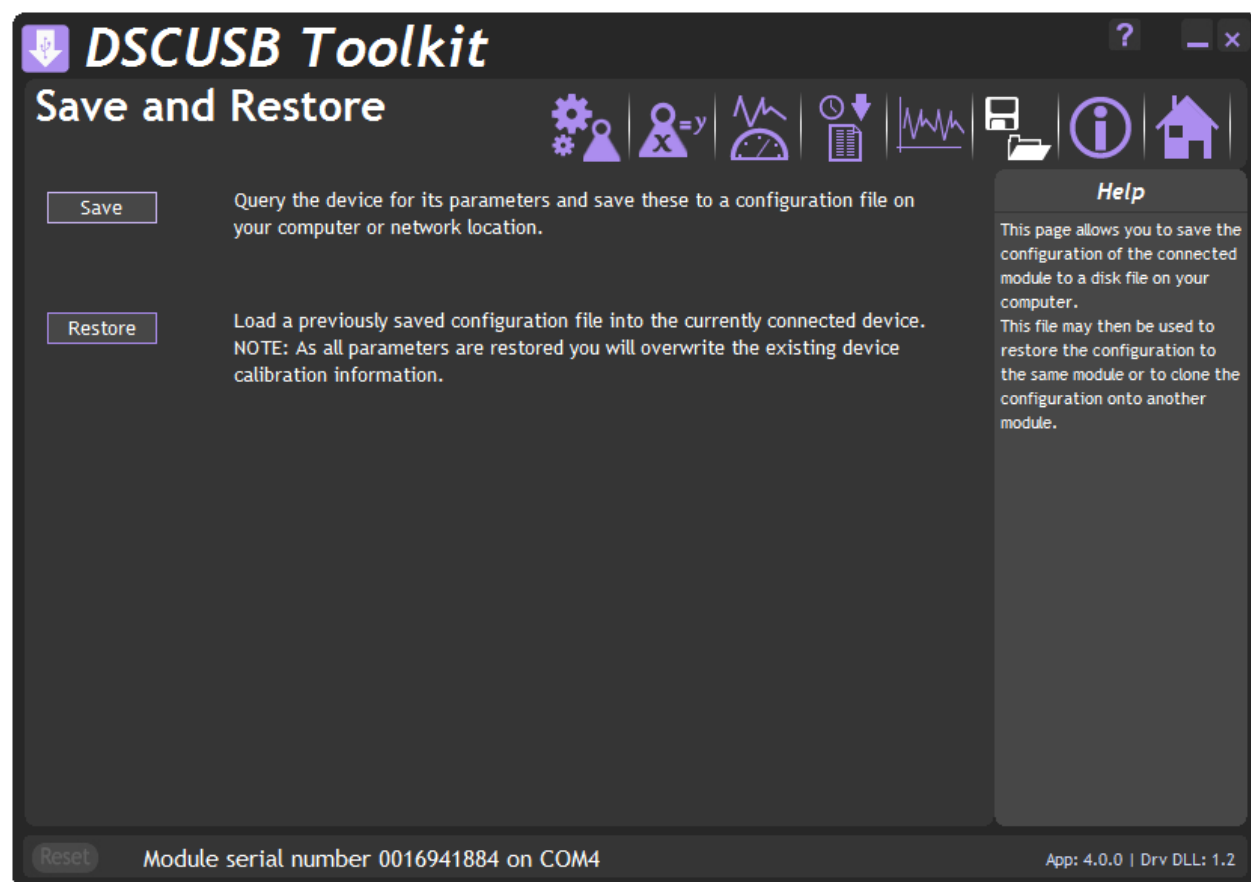 DSCUSB Toolkit
?
Save and Restore
x
=y
Save
Query the device for its parameters and save these to a configuration file on
your computer or network location.
Restore
Load a previously saved configuration file into the currently connected device.
NOTE: As all parameters are restored you will overwrite the existing device
calibration information.
Help
This page allows you to save the
configuration of the connected
module to a disk file on your
computer.
This file may then be used to
restore the configuration to
the same module or to clone the
configuration onto another
module.
Reset
Module serial number 0016941884 on COM4
App: 4.0.0 | Drv DLL: 1.2